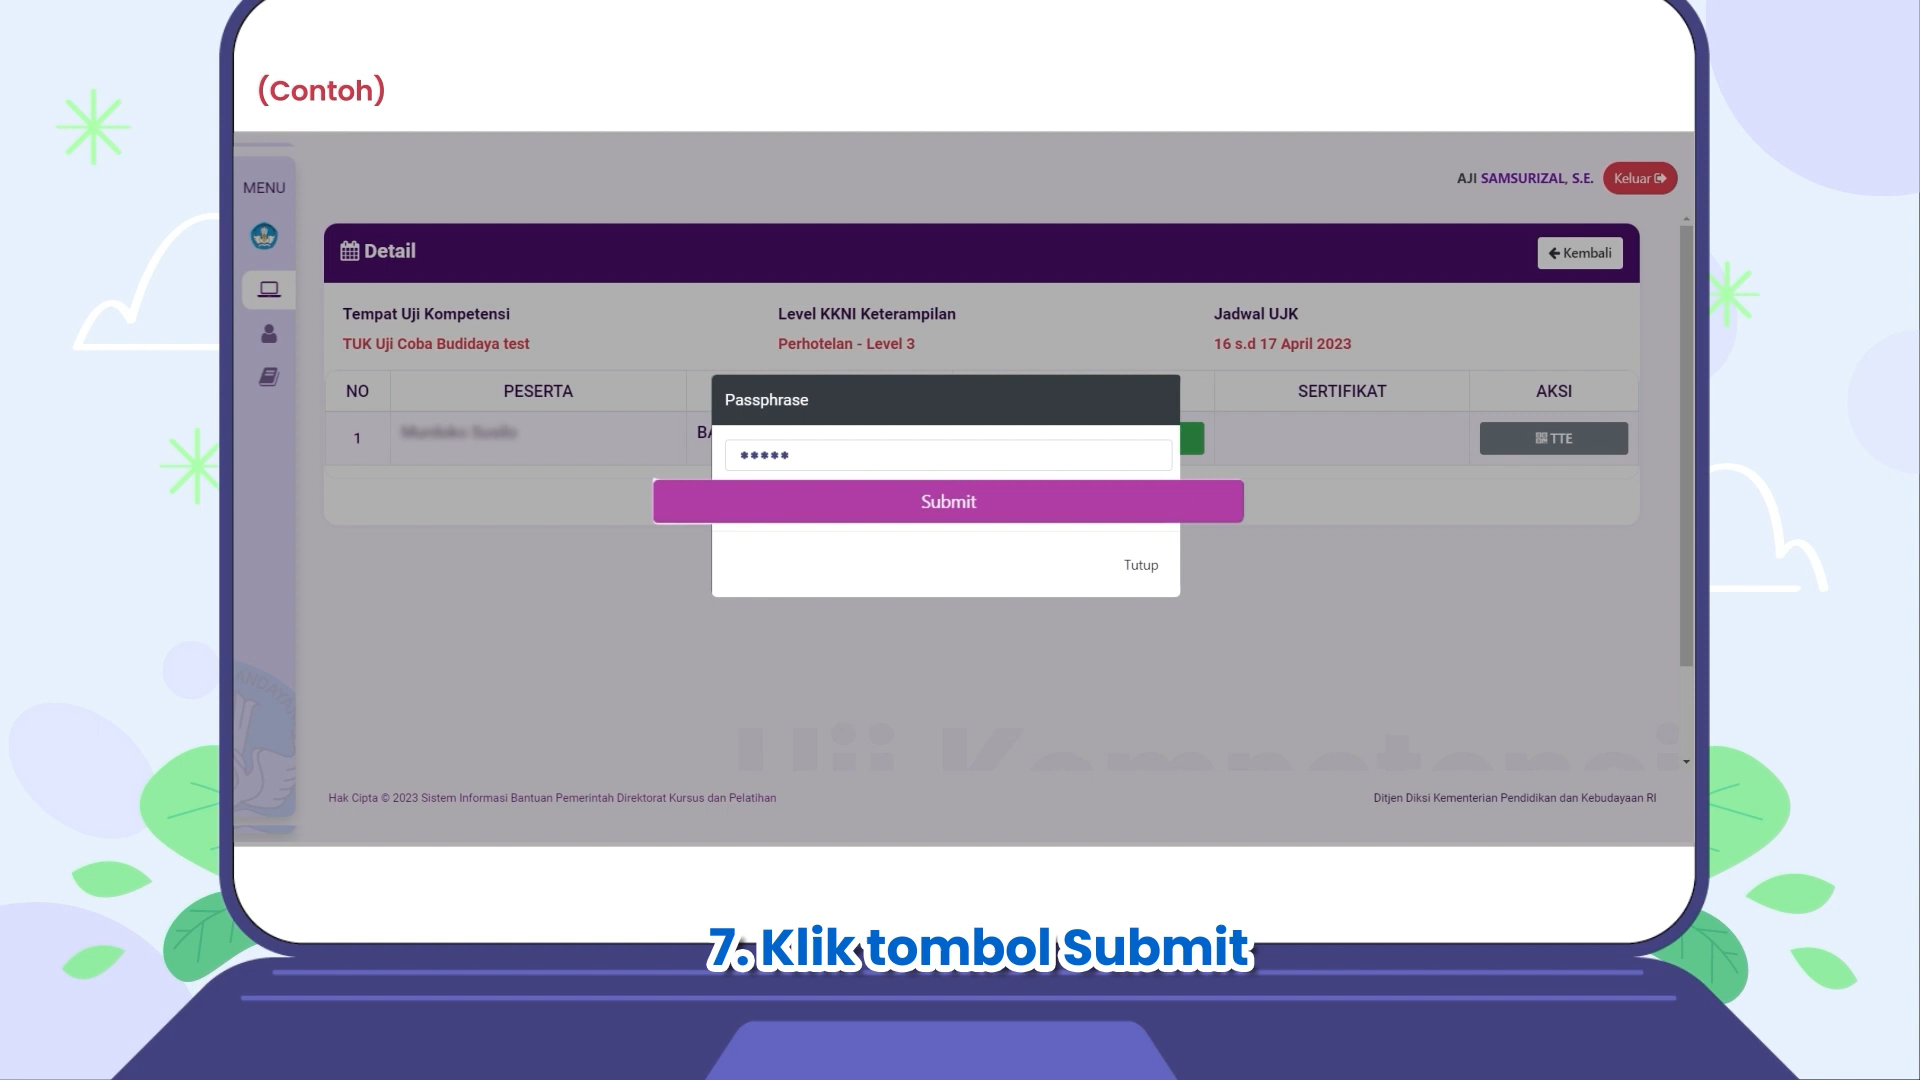 (Contoh)
MENU
AJI SAMSURIZAL, S.E.
Keluar
Detail
Kembali
Tempat Uji Kompetensi
Level KKNI Keterampilan
Jadwal UJK
TUK Uji Coba Budidaya test
Perhotelan - Level 3
16 s.d 17 April 2023
NO
PESERTA
SERTIFIKAT
AKSI
1
BA
TTE
Passphrase
*****
Submit
Tutup
Uji Kompetensi
Hak Cipta © 2023 Sistem Informasi Bantuan Pemerintah Direktorat Kursus dan Pelatihan
Ditjen Diksi Kementerian Pendidikan dan Kebudayaan RI
7. Klik tombol Submit